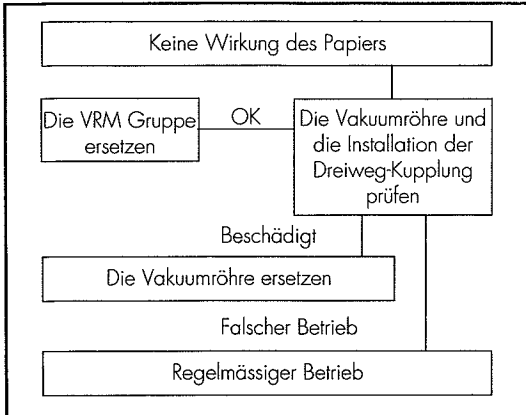 Keine Wirkung des Papiers
Die VRM Gruppe
ersetzen
OK
Die Vakuumröhre und
die Installation der
Dreiweg-Kupplung
prüfen
Beschädigt
Die Vakuumröhre ersetzen
Falscher Betrieb
Regelmässiger Betrieb